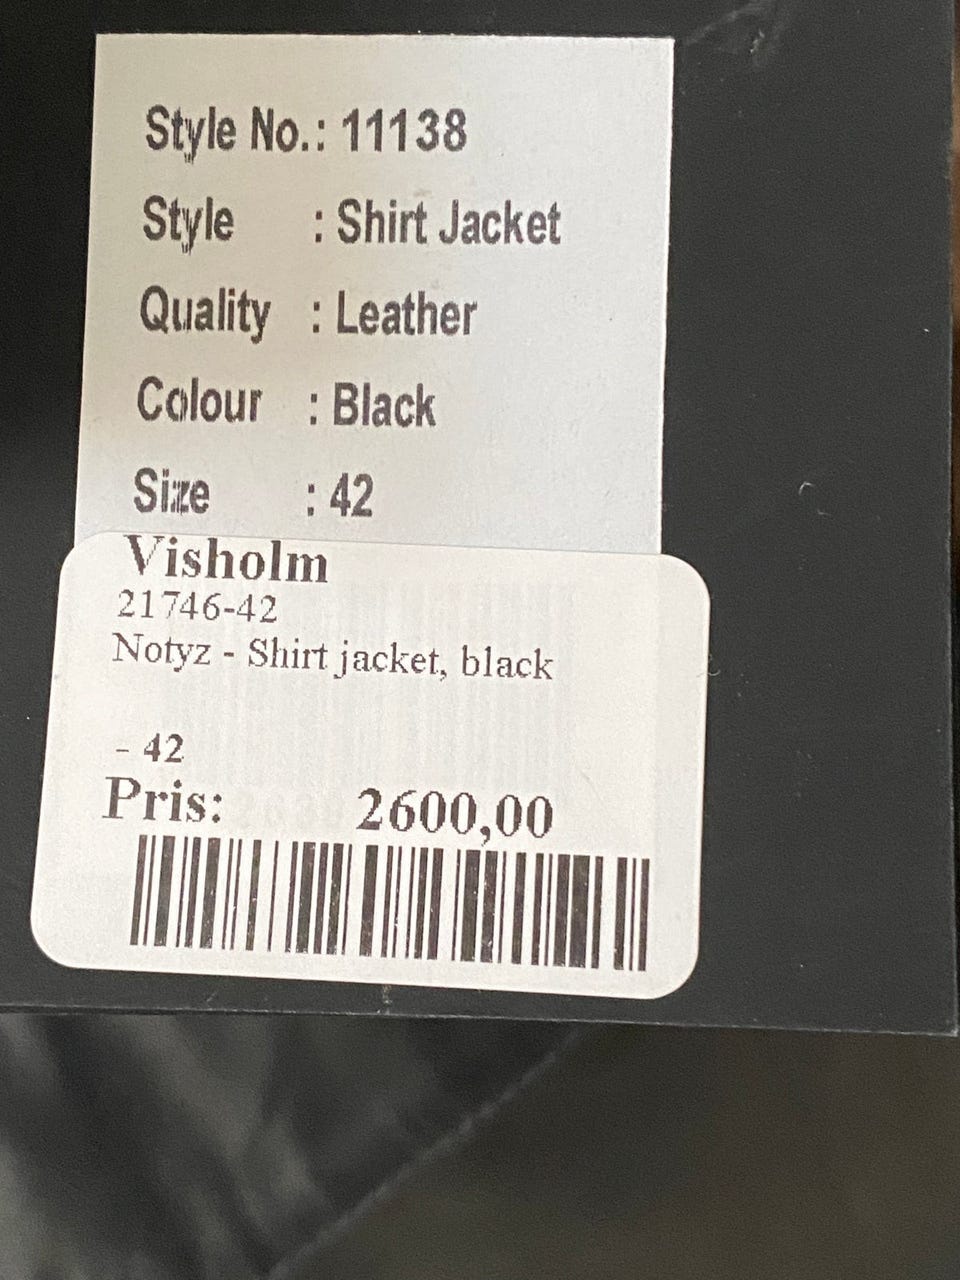 Style No.: 11138
Style : Shirt Jacket
Quality : Leather
Colour : Black
Size : 42
Visholm
21746-42
Notyz - Shirt jacket, black
- 42
Pris: 2600,00